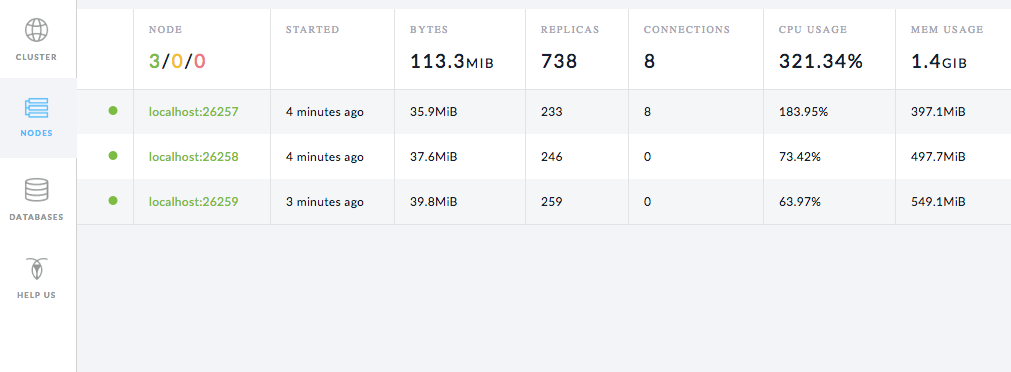 CLUSTER
NODES
DATABASES
HELP US
NODE STARTED BYTES REPLICAS CONNECTIONS CPU USAGE MEM USAGE
3/0/0 113.3MIB 738 8 321.34% 1.4GIB
localhost:26257 4 minutes ago 35.9MiB 233 8 183.95% 397.1MiB
localhost:26258 4 minutes ago 37.6MiB 246 0 73.42% 497.7MiB
localhost:26259 3 minutes ago 39.8MiB 259 0 63.97% 549.1MiB